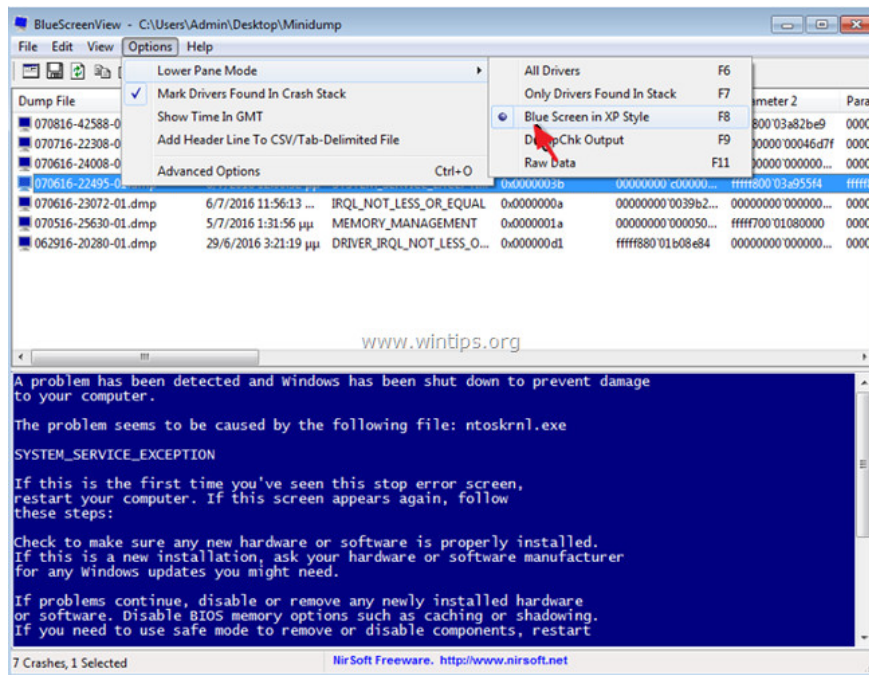 BlueScreenView - C:\Users\Admin\Desktop\Minidump
File Edit View Options Help
Lower Pane Mode
Mark Drivers Found In Crash Stack
Show Time In GMT
Add Header Line To CSV/Tab-Delimited File
Advanced Options Ctrl+O
All Drivers F6
Only Drivers Found In Stack F7
Blue Screen in XP Style F8
Output F9
Raw Data F11
Dump File ameter 2 Para
070816-42588-0 800'03a82be9 0000
070716-22308-0 00000'00046d7f 0000
070616-24008-0 00000'000000... 0000
070616-22495-0 0x0000003b 00000000'c00000... fffff800'03a955f4 fffff8
070616-23072-01.dmp 6/7/2016 11:56:13 ... IRQL_NOT_LESS_OR_EQUAL 0x0000000a 00000000'0039b2... 00000000'000000... 0000
070516-25630-01.dmp 5/7/2016 1:31:56 μμ MEMORY_MANAGEMENT 0x0000001a 00000000'000050... fffff700'01080000 0000
062916-20280-01.dmp 29/6/2016 3:21:19 μμ DRIVER_IRQL_NOT_LESS_O... 0x000000d1 fffff880'01b08e84 00000000'000000... 0000
www.wintips.org
A problem has been detected and Windows has been shut down to prevent damage
to your computer.
The problem seems to be caused by the following file: ntoskrnl.exe
SYSTEM_SERVICE_EXCEPTION
If this is the first time you've seen this stop error screen,
restart your computer. If this screen appears again, follow
these steps:
Check to make sure any new hardware or software is properly installed.
If this is a new installation, ask your hardware or software manufacturer
for any Windows updates you might need.
If problems continue, disable or remove any newly installed hardware
or software. Disable BIOS memory options such as caching or shadowing.
If you need to use safe mode to remove or disable components, restart
7 Crashes, 1 Selected NirSoft Freeware. http://www.nirsoft.net